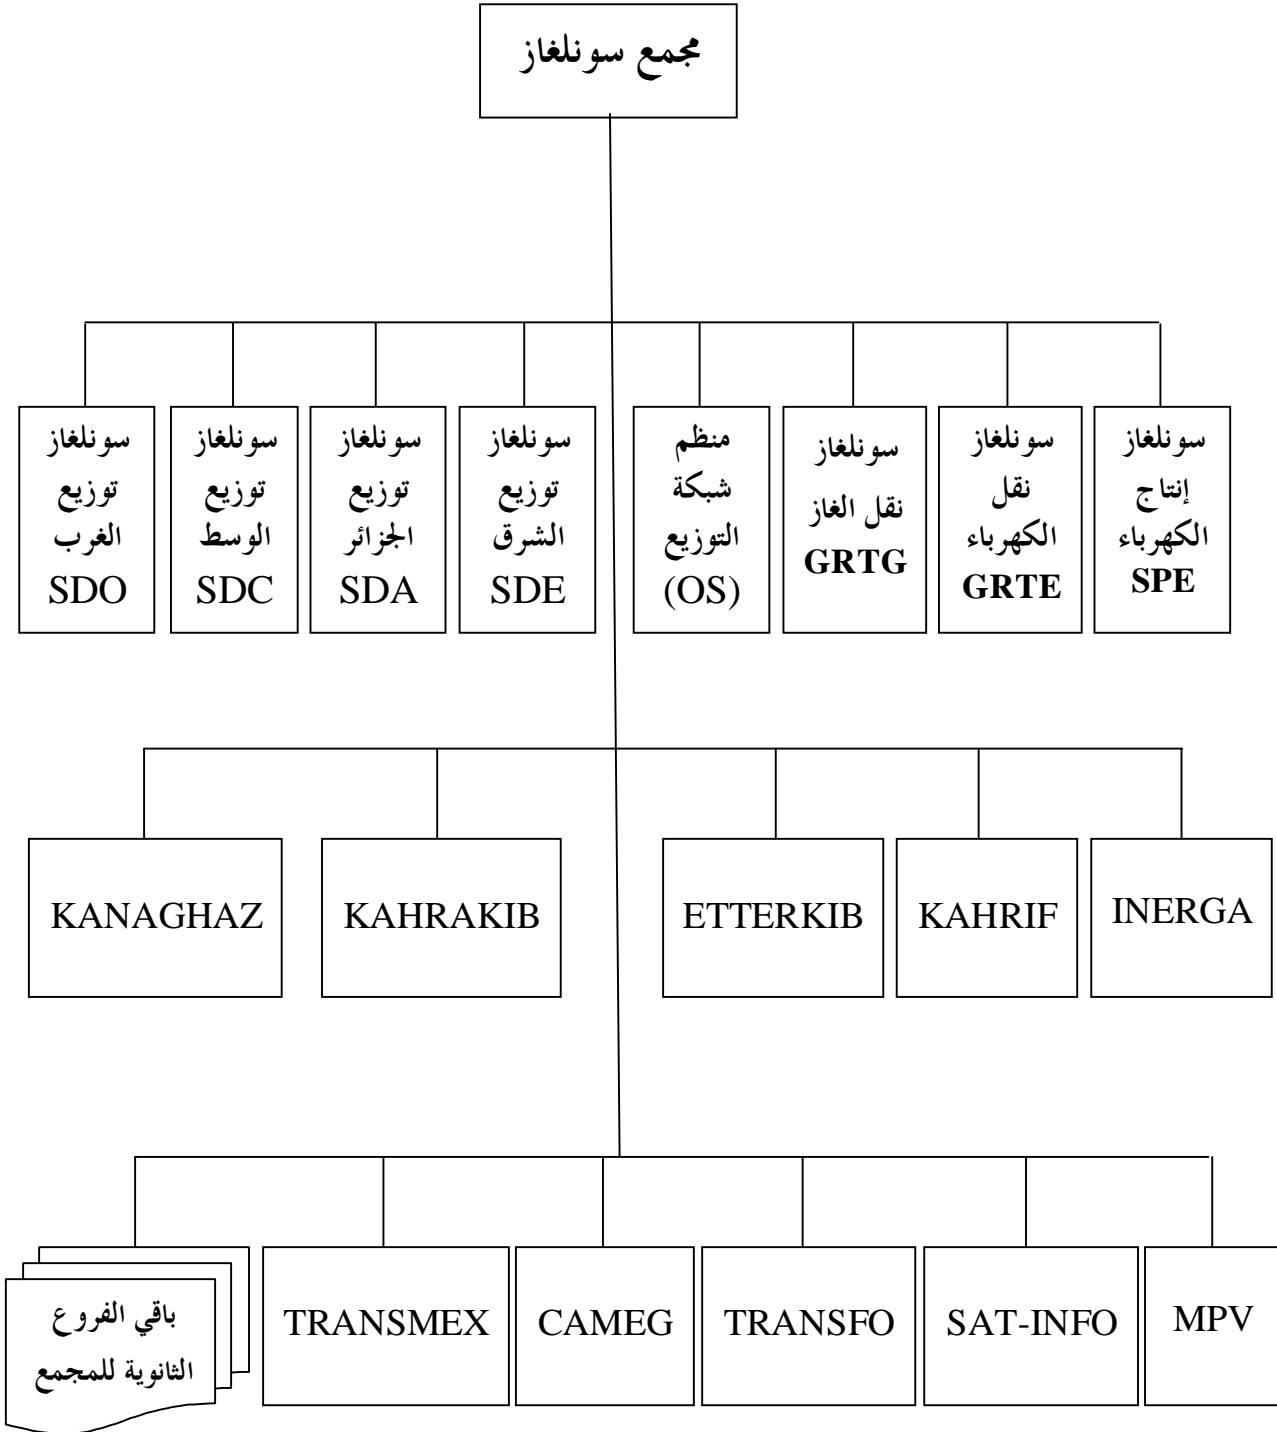 مجمع سونلغاز
سونلغاز
إنتاج
الكهرباء
SPE
سونلغاز
نقل
الكهرباء
GRTE
سونلغاز
نقل الغاز
GRTG
منظم
شبكة
التوزيع
(OS)
سونلغاز
توزيع
الشرق
SDE
سونلغاز
توزيع
الجزائر
SDA
سونلغاز
توزيع
الوسط
SDC
سونلغاز
توزيع
الغرب
SDO
INERGA
KAHRIF
ETTERKIB
KAHRAKIB
KANAGHAZ
MPV
SAT-INFO
TRANSFO
CAMEG
TRANSMEX
باقي الفروع
الثانوية للمجمع